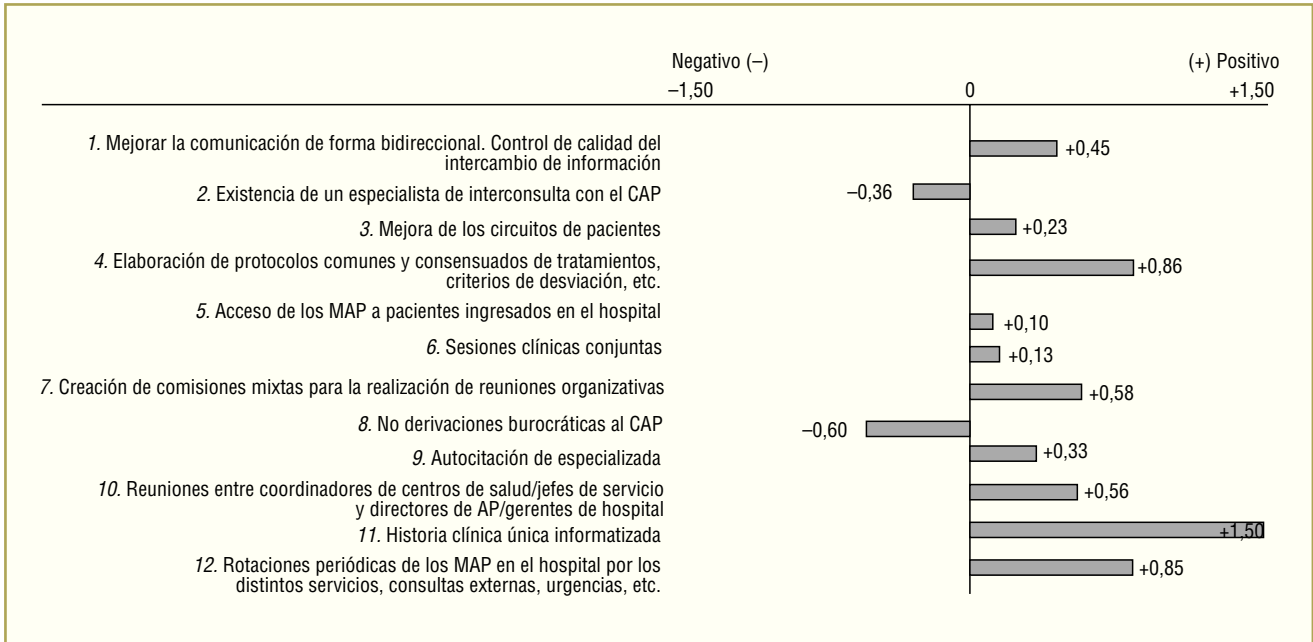 Negativo (–) (+) Positivo
–1,50 0 +1,50
1. Mejorar la comunicación de forma bidireccional. Control de calidad del
intercambio de información
+0,45
2. Existencia de un especialista de interconsulta con el CAP
–0,36
3. Mejora de los circuitos de pacientes
+0,23
4. Elaboración de protocolos comunes y consensuados de tratamientos,
criterios de desviación, etc.
+0,86
5. Acceso de los MAP a pacientes ingresados en el hospital
+0,10
6. Sesiones clínicas conjuntas
+0,13
7. Creación de comisiones mixtas para la realización de reuniones organizativas
+0,58
8. No derivaciones burocráticas al CAP
–0,60
9. Autocitación de especializada
+0,33
10. Reuniones entre coordinadores de centros de salud/jefes de servicio
y directores de AP/gerentes de hospital
+0,56
11. Historia clínica única informatizada
+1,50
12. Rotaciones periódicas de los MAP en el hospital por los
distintos servicios, consultas externas, urgencias, etc.
+0,85